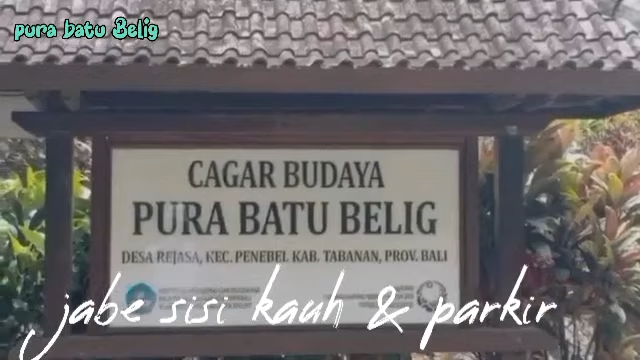 pura batu Belig
CAGAR BUDAYA
PURA BATU BELIG
DESA REJASA, KEC. PENEBEL KAB. TABANAN, PROV. BALI
jabe sisi kauh & parkir